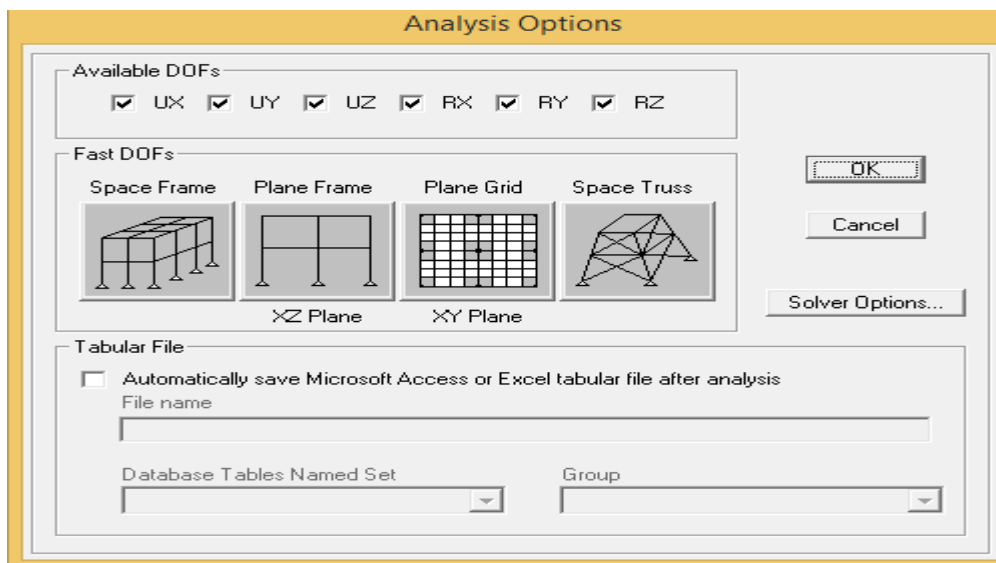 Analysis Options
Available DOFs
UX UY UZ RX RY RZ
Fast DOFs
Space Frame Plane Frame Plane Grid Space Truss
XZ Plane XY Plane
OK
Cancel
Solver Options...
Tabular File
Automatically save Microsoft Access or Excel tabular file after analysis
File name
Database Tables Named Set Group